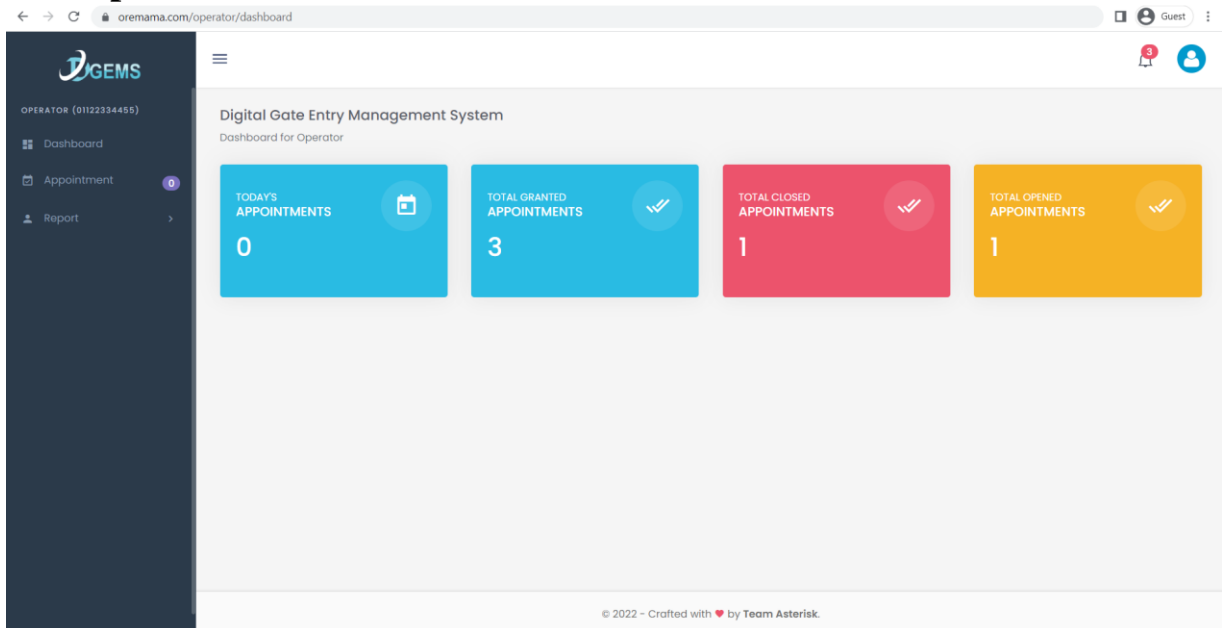 oremama.com/operator/dashboard
Guest
GEMS
3
OPERATOR (01122334455)
Dashboard
Appointment 0
Report
Digital Gate Entry Management System
Dashboard for Operator
TODAY'S
APPOINTMENTS
0
TOTAL GRANTED
APPOINTMENTS
3
TOTAL CLOSED
APPOINTMENTS
1
TOTAL OPENED
APPOINTMENTS
1
© 2022 - Crafted with ♥ by Team Asterisk.